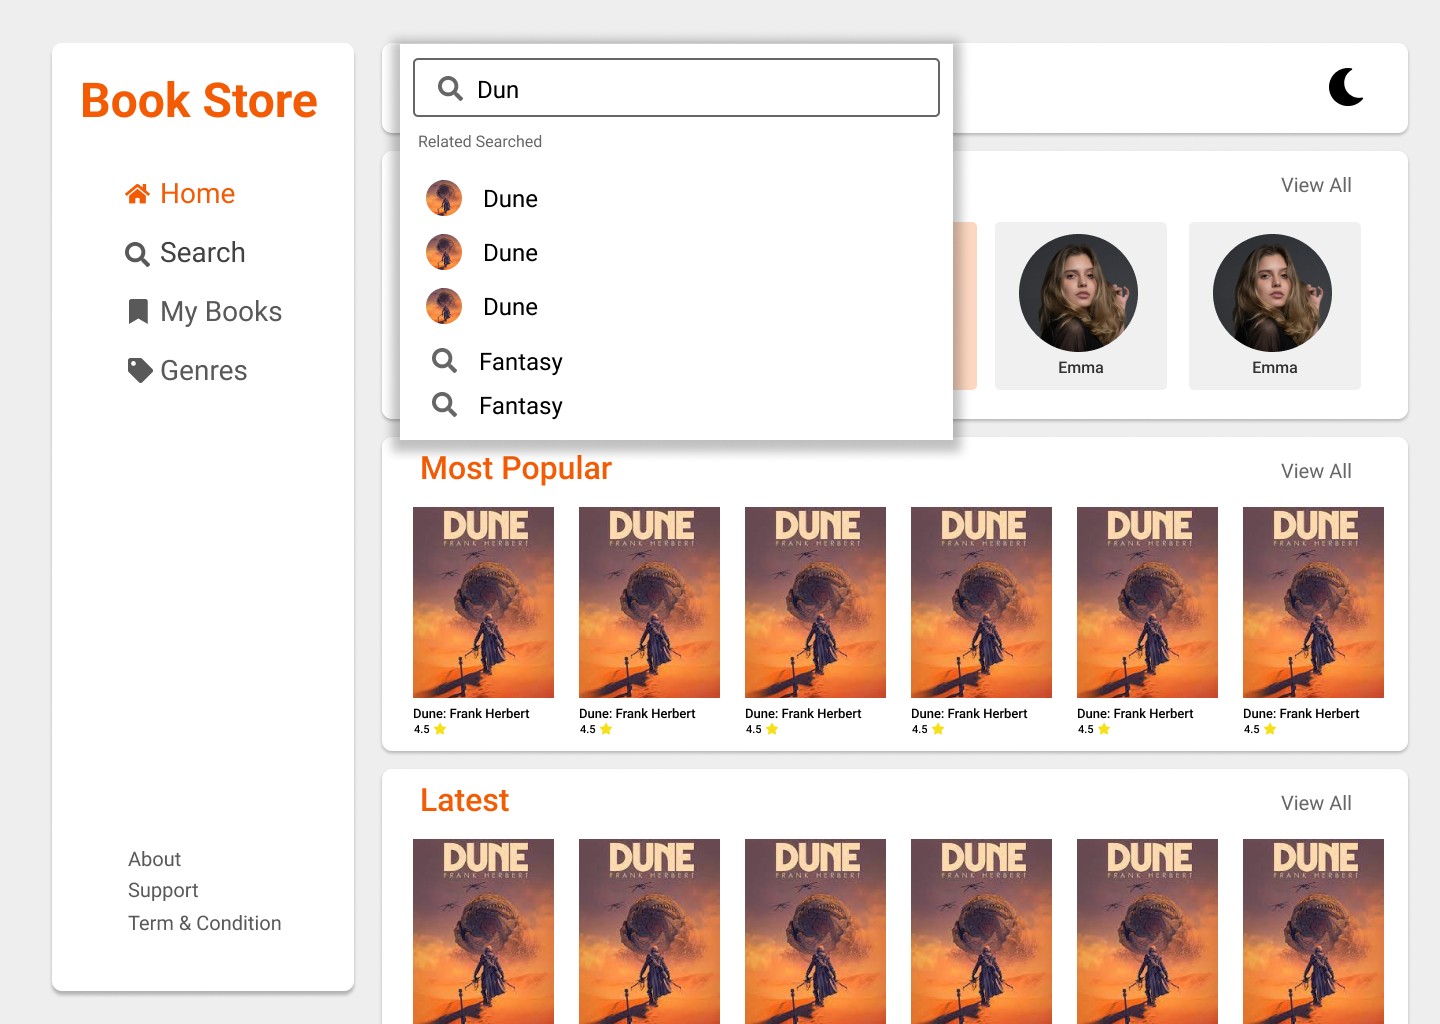 Book Store
Home
Search
My Books
Genres
About
Support
Term & Condition
Dun
Related Searched
Dune
Dune
Dune
Fantasy
Fantasy
View All
Emma
Emma
Most Popular
View All
DUNE DUNE DUNE DUNE DUNE DUNE
FRANK HERBERT FRANK HERBERT FRANK HERBERT FRANK HERBERT FRANK HERBERT FRANK HERBERT
Dune: Frank Herbert Dune: Frank Herbert Dune: Frank Herbert Dune: Frank Herbert Dune: Frank Herbert Dune: Frank Herbert
4.5 4.5 4.5 4.5 4.5 4.5
Latest
View All
DUNE DUNE DUNE DUNE DUNE DUNE
FRANK HERBERT FRANK HERBERT FRANK HERBERT FRANK HERBERT FRANK HERBERT FRANK HERBERT